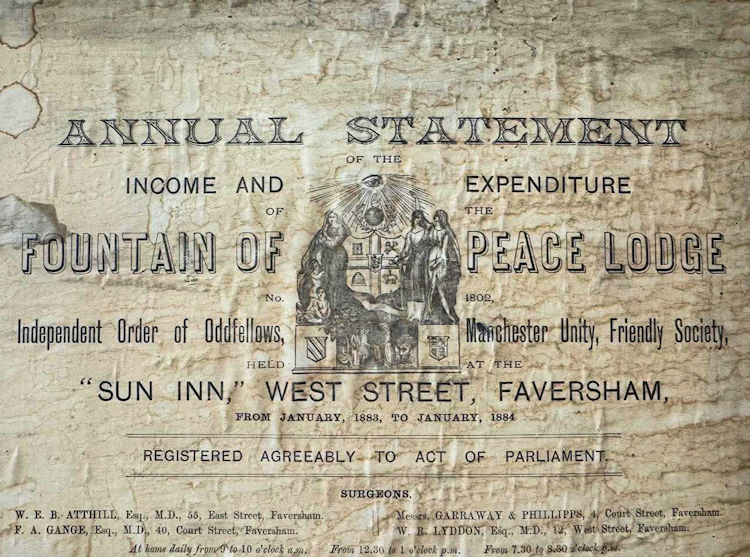 ANNUAL STATEMENT
OF THE
INCOME AND EXPENDITURE
OF THE
FOUNTAIN OF PEACE LODGE
No. 1802,
Independent Order of Oddfellows, Manchester Unity, Friendly Society,
HELD AT THE
"SUN INN," WEST STREET, FAVERSHAM,
FROM JANUARY, 1883, TO JANUARY, 1884
REGISTERED AGREEABLY TO ACT OF PARLIAMENT.
SURGEONS.
W. E. B. ATTHILL, Esq., M.D., 55, East Street, Faversham. Messrs. GARRAWAY & PHILLIPPS, 4, Court Street, Faversham.
F. A. GANGE, Esq., M.D., 40, Court Street, Faversham. W. R. LYDDON, Esq., M.D., 12, West Street, Faversham.
At home daily from 9 to 10 o'clock a.m. From 12.30 to 1 o'clock p.m. From 7.30 to 8.30 o'clock p.m.